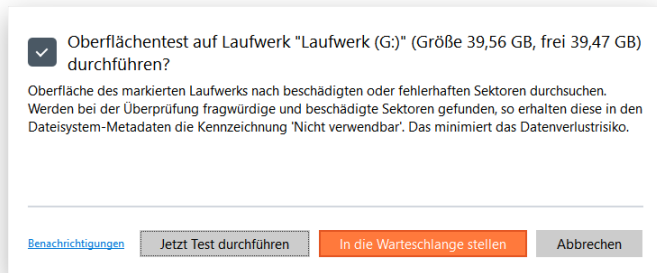 Oberflächentest auf Laufwerk "Laufwerk (G:)" (Größe 39,56 GB, frei 39,47 GB)
durchführen?
Oberfläche des markierten Laufwerks nach beschädigten oder fehlerhaften Sektoren durchsuchen.
Werden bei der Überprüfung fragwürdige und beschädigte Sektoren gefunden, so erhalten diese in den
Dateisystem-Metadaten die Kennzeichnung 'Nicht verwendbar'. Das minimiert das Datenverlustrisiko.
Benachrichtigungen
Jetzt Test durchführen
In die Warteschlange stellen
Abbrechen